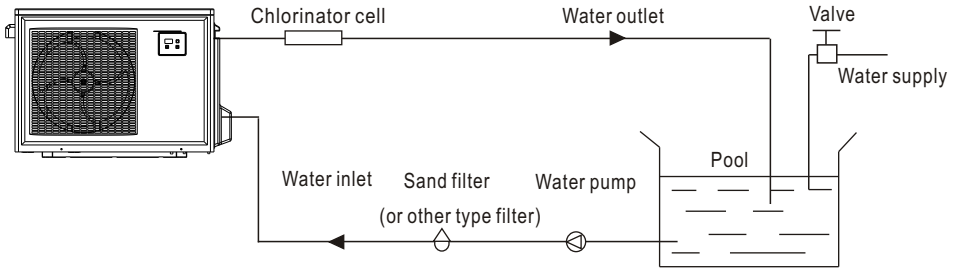 Chlorinator cell
Water outlet
Valve
Water supply
Pool
Water inlet
Sand filter
(or other type filter)
Water pump